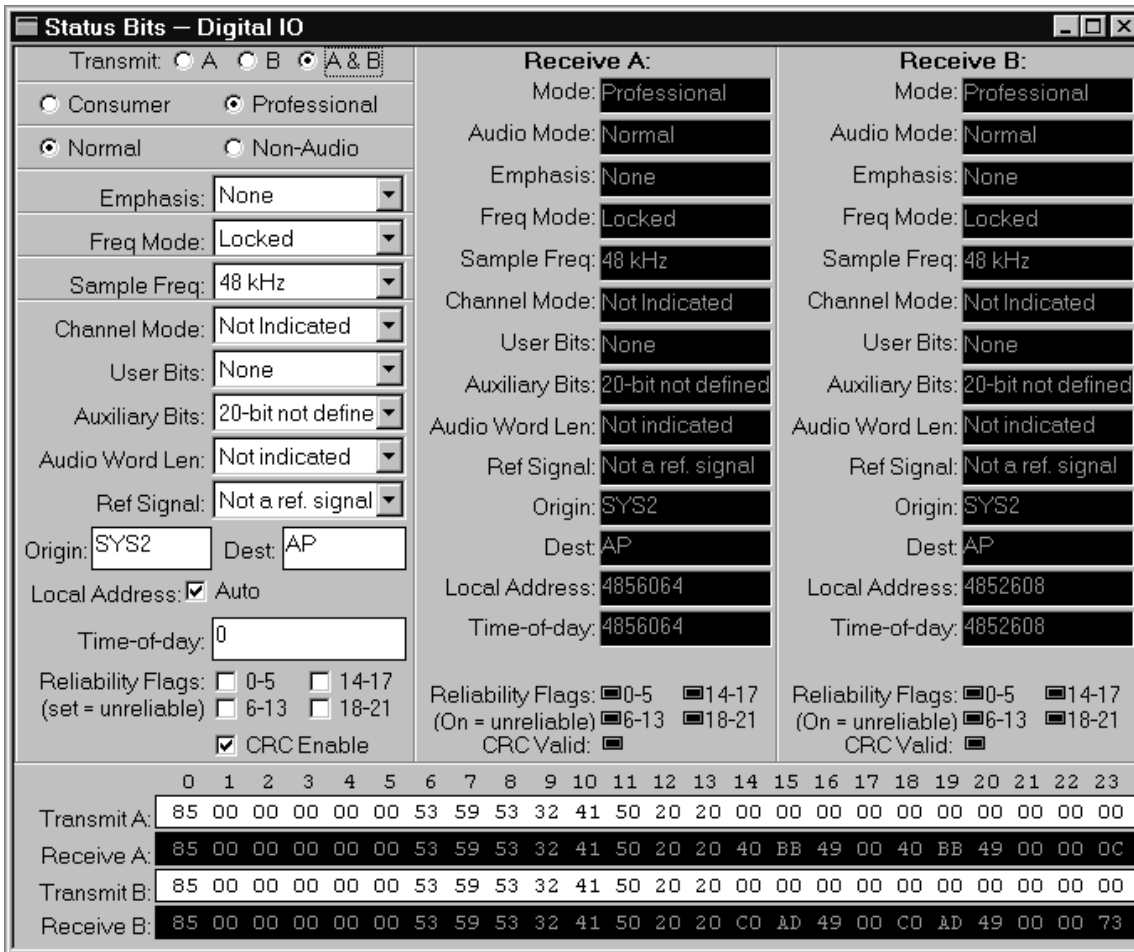 Status Bits — Digital IO
Transmit: A B A & B
Consumer Professional
Normal Non-Audio
Emphasis: None
Freq Mode: Locked
Sample Freq: 48 kHz
Channel Mode: Not Indicated
User Bits: None
Auxiliary Bits: 20-bit not define
Audio Word Len: Not indicated
Ref Signal: Not a ref. signal
Origin: SYS2 Dest: AP
Local Address: Auto
Time-of-day: 0
Reliability Flags: 0-5 14-17
(set = unreliable) 6-13 18-21
CRC Enable
Receive A:
Mode: Professional
Audio Mode: Normal
Emphasis: None
Freq Mode: Locked
Sample Freq: 48 kHz
Channel Mode: Not Indicated
User Bits: None
Auxiliary Bits: 20-bit not defined
Audio Word Len: Not indicated
Ref Signal: Not a ref. signal
Origin: SYS2
Dest: AP
Local Address: 4856064
Time-of-day: 4856064
Reliability Flags: 0-5 14-17
(On = unreliable) 6-13 18-21
CRC Valid:
Receive B:
Mode: Professional
Audio Mode: Normal
Emphasis: None
Freq Mode: Locked
Sample Freq: 48 kHz
Channel Mode: Not Indicated
User Bits: None
Auxiliary Bits: 20-bit not defined
Audio Word Len: Not indicated
Ref Signal: Not a ref. signal
Origin: SYS2
Dest: AP
Local Address: 4852608
Time-of-day: 4852608
Reliability Flags: 0-5 14-17
(On = unreliable) 6-13 18-21
CRC Valid:
0 1 2 3 4 5 6 7 8 9 10 11 12 13 14 15 16 17 18 19 20 21 22 23
Transmit A: 85 00 00 00 00 00 53 59 53 32 41 50 20 20 00 00 00 00 00 00 00 00 00 00
Receive A: 85 00 00 00 00 00 53 59 53 32 41 50 20 20 40 BB 49 00 40 BB 49 00 00 0C
Transmit B: 85 00 00 00 00 00 53 59 53 32 41 50 20 20 00 00 00 00 00 00 00 00 00 00
Receive B: 85 00 00 00 00 00 53 59 53 32 41 50 20 20 C0 AD 49 00 C0 AD 49 00 00 73